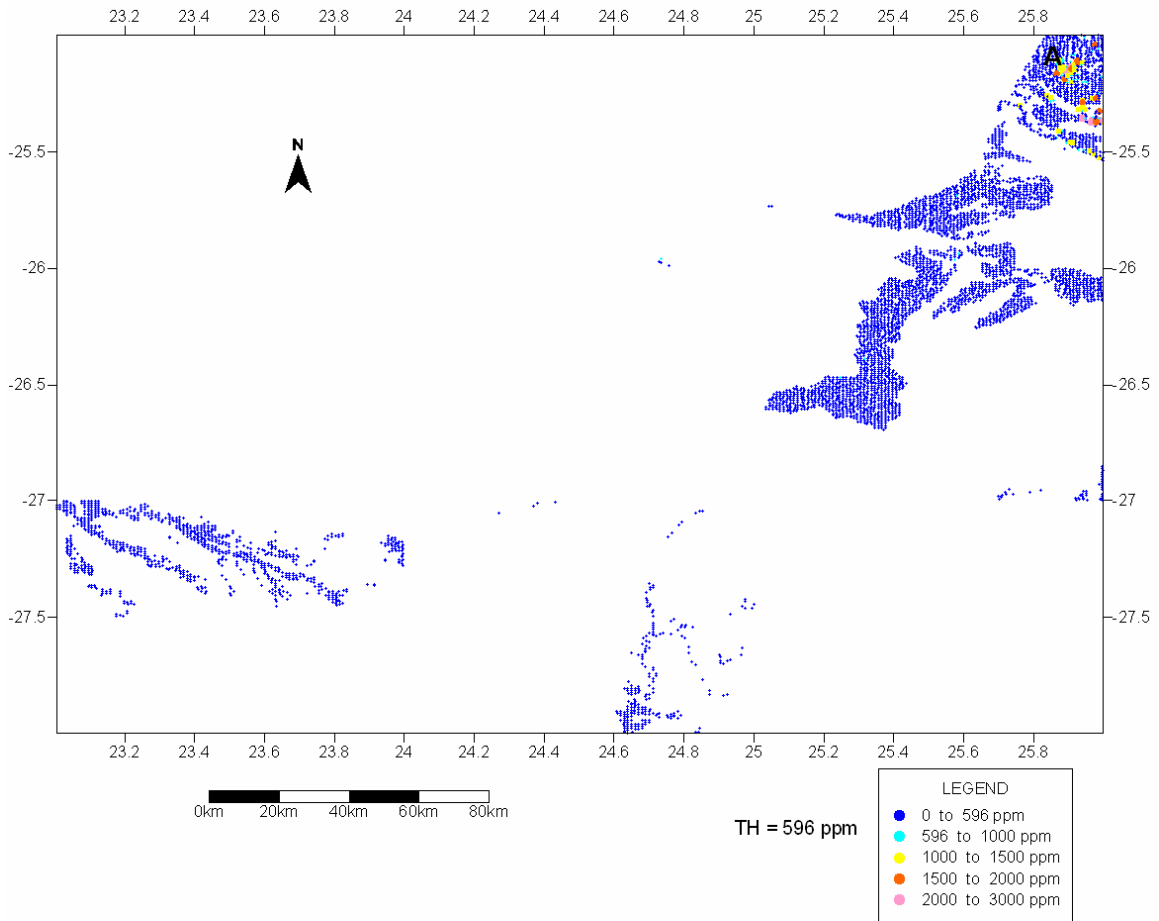 23.2 23.4 23.6 23.8 24 24.2 24.4 24.6 24.8 25 25.2 25.4 25.6 25.8
A
N
-25.5 -25.5
-26 -26
-26.5 -26.5
-27 -27
-27.5 -27.5
23.2 23.4 23.6 23.8 24 24.2 24.4 24.6 24.8 25 25.2 25.4 25.6 25.8
0km 20km 40km 60km 80km
TH = 596 ppm
LEGEND
0 to 596 ppm
596 to 1000 ppm
1000 to 1500 ppm
1500 to 2000 ppm
2000 to 3000 ppm